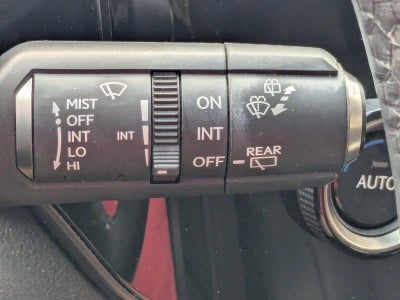 MIST
OFF
INT
LO
HI
INT
ON
INT
OFF
REAR
AUTO